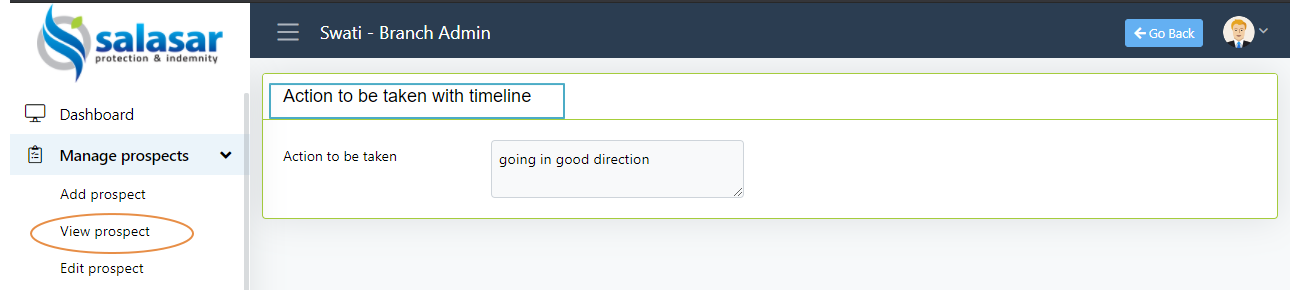 salasar
protection & indemnity
Swati - Branch Admin
Go Back
Dashboard
Manage prospects
Add prospect
View prospect
Edit prospect
Action to be taken with timeline
Action to be taken
going in good direction